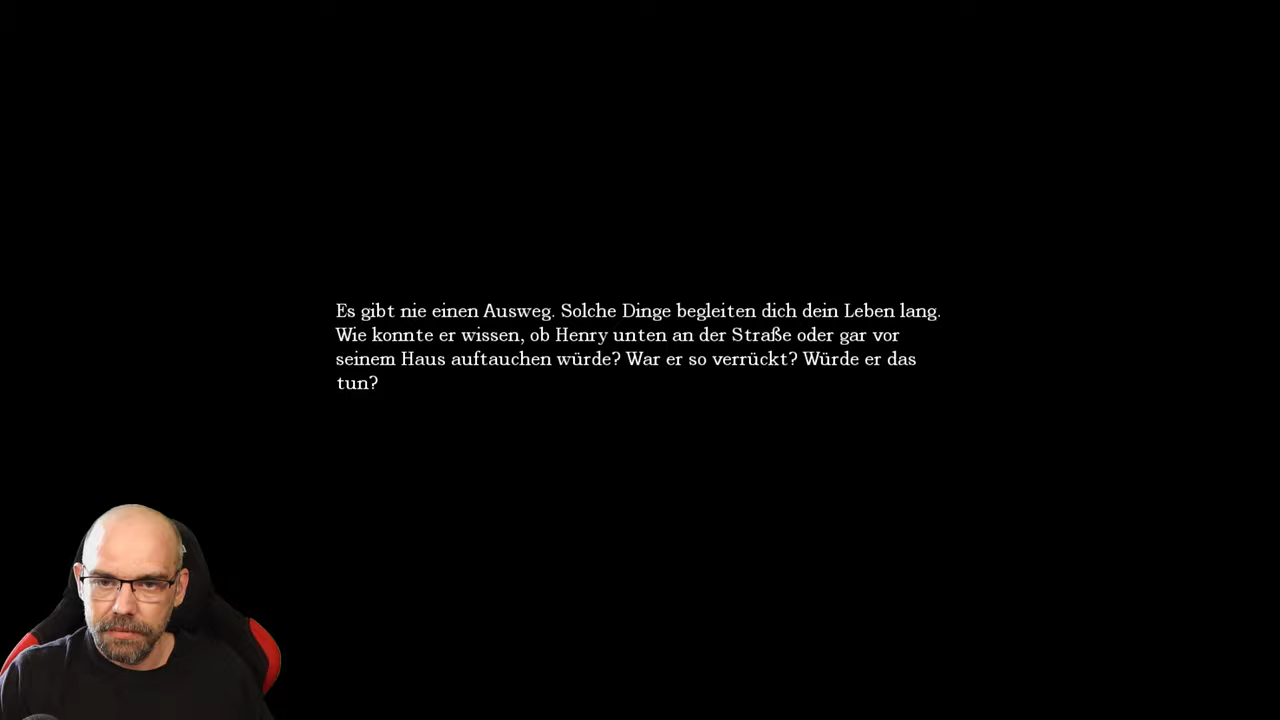 Es gibt nie einen Ausweg. Solche Dinge begleiten dich dein Leben lang.
Wie konnte er wissen, ob Henry unten an der Straße oder gar vor
seinem Haus auftauchen würde? War er so verrückt? Würde er das
tun?